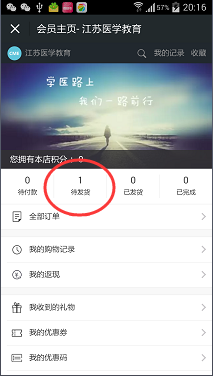 57% 20:16
会员主页- 江苏医学教育
CME 江苏医学教育 我的记录 收藏
学医路上
我们一路前行
您拥有本店积分： 0
0 1 0 0
待付款 待发货 已发货 已完成
全部订单
我的购物记录
我的返现
我收到的礼物
我的优惠券
我的优惠码